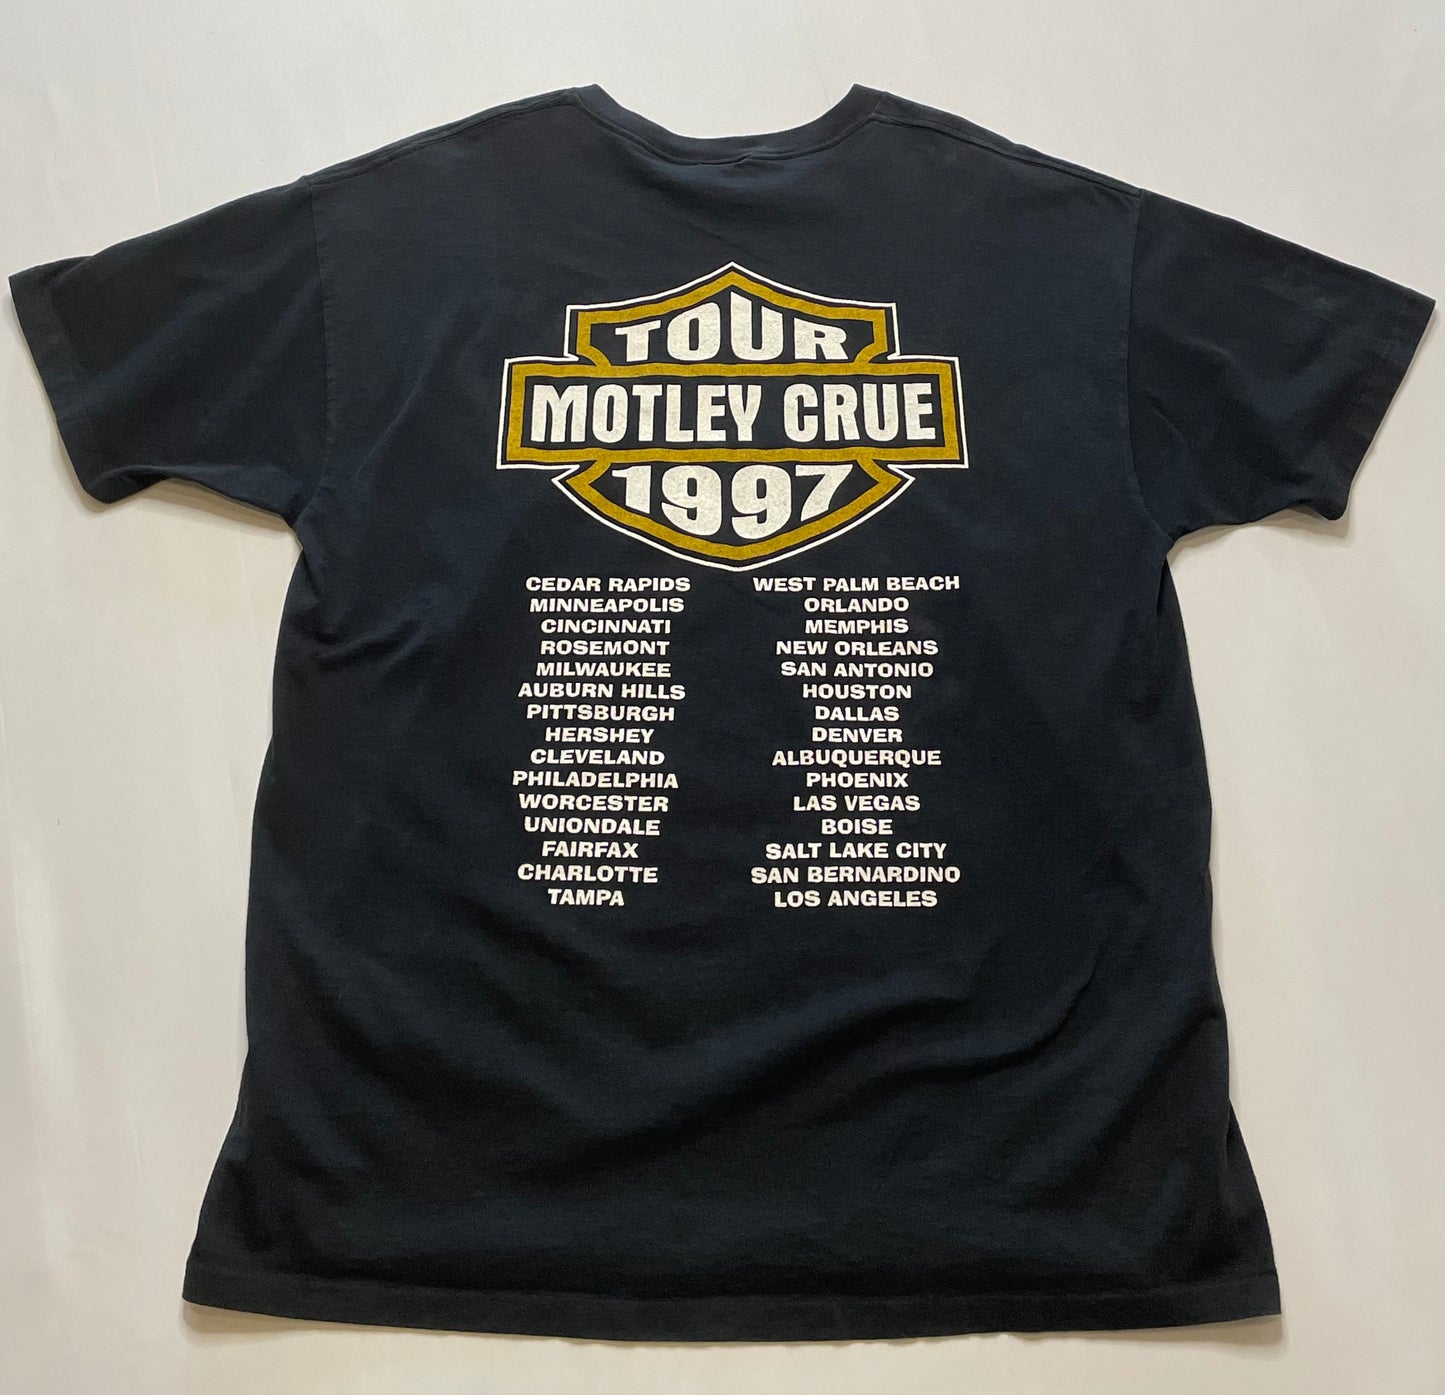 TOUR
MOTLEY CRUE
1997
CEDAR RAPIDS
MINNEAPOLIS
CINCINNATI
ROSEMONT
MILWAUKEE
AUBURN HILLS
PITTSBURGH
HERSHEY
CLEVELAND
PHILADELPHIA
WORCESTER
UNIONDALE
FAIRFAX
CHARLOTTE
TAMPA
WEST PALM BEACH
ORLANDO
MEMPHIS
NEW ORLEANS
SAN ANTONIO
HOUSTON
DALLAS
DENVER
ALBUQUERQUE
PHOENIX
LAS VEGAS
BOISE
SALT LAKE CITY
SAN BERNARDINO
LOS ANGELES